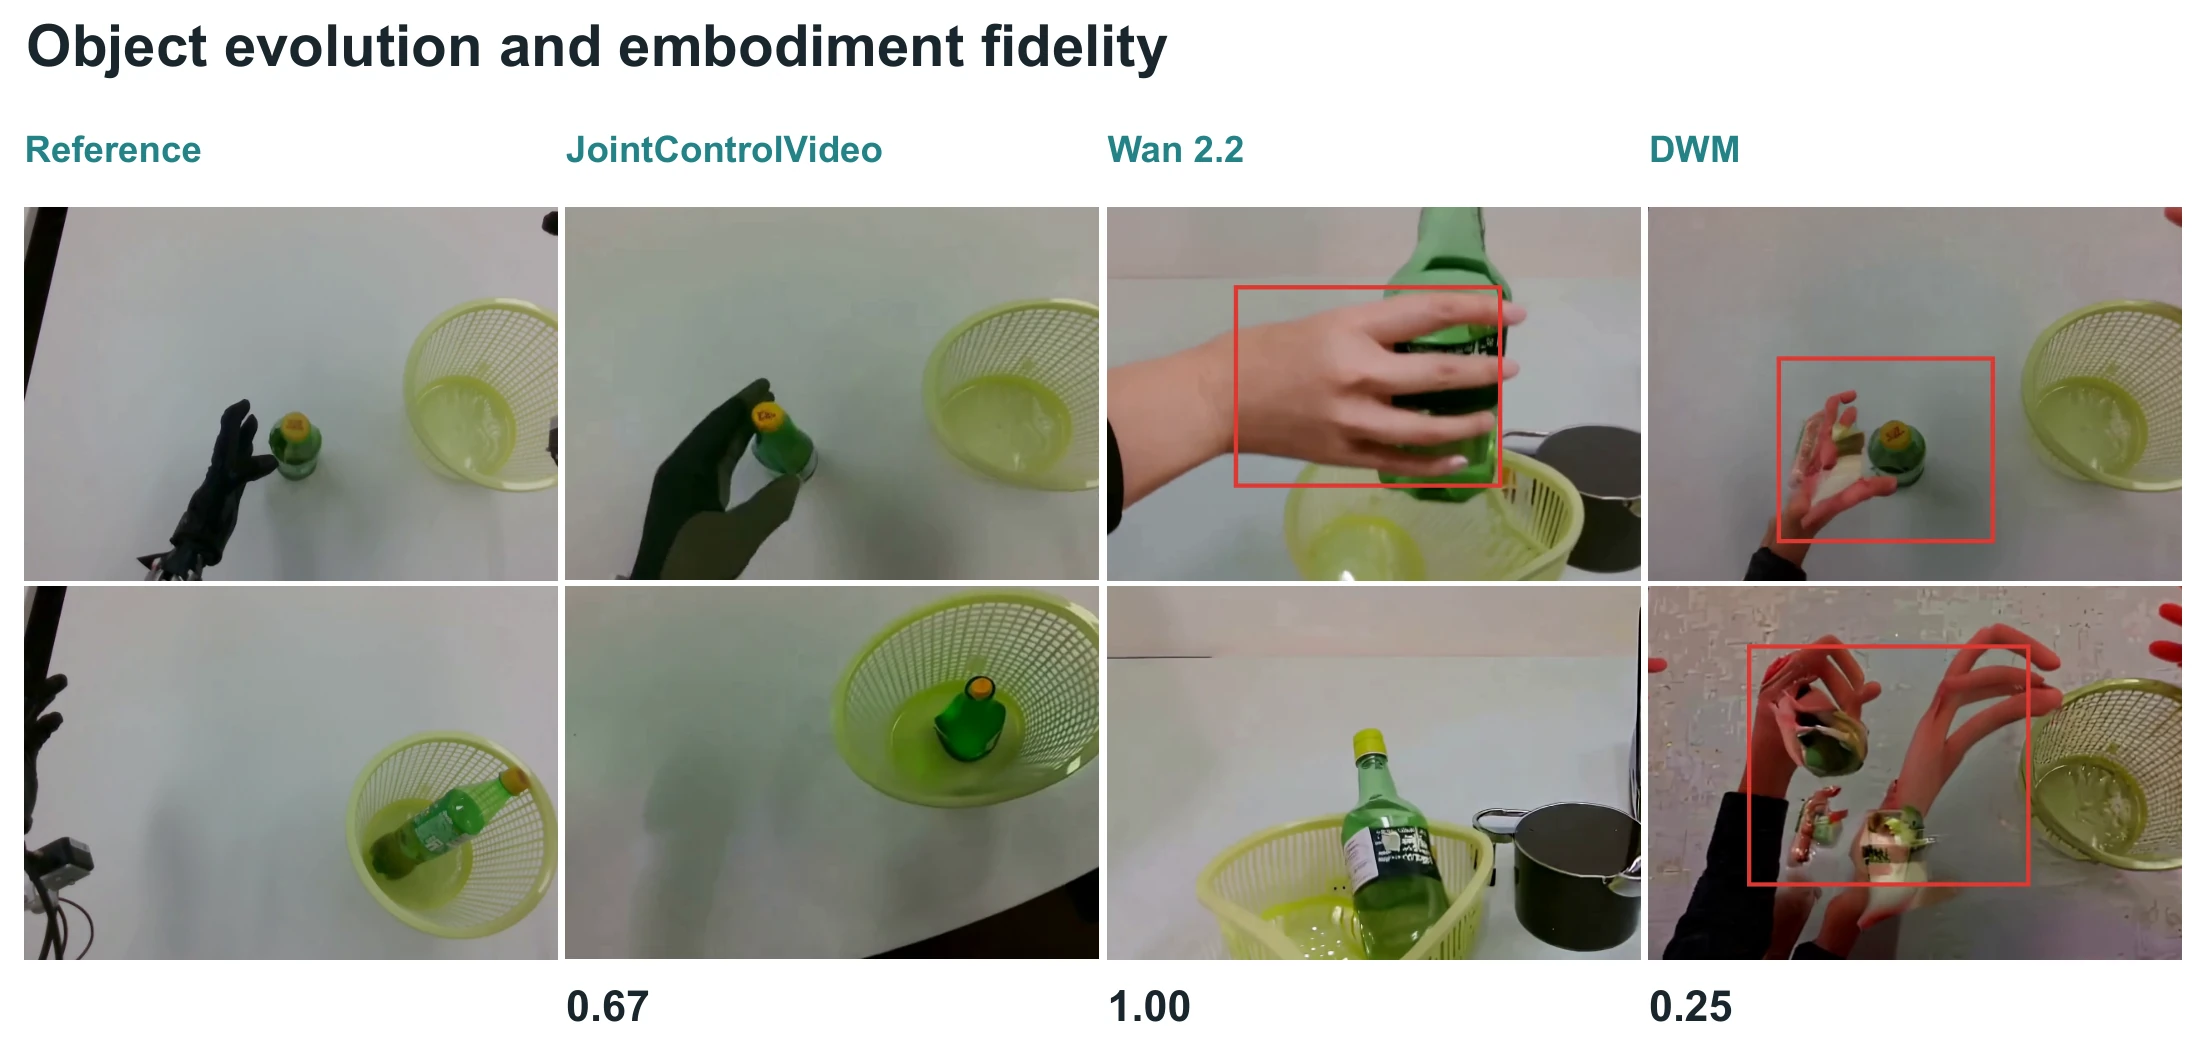 Object evolution and embodiment fidelity
Reference
JointControlVideo
Wan 2.2
DWM
0.67
1.00
0.25